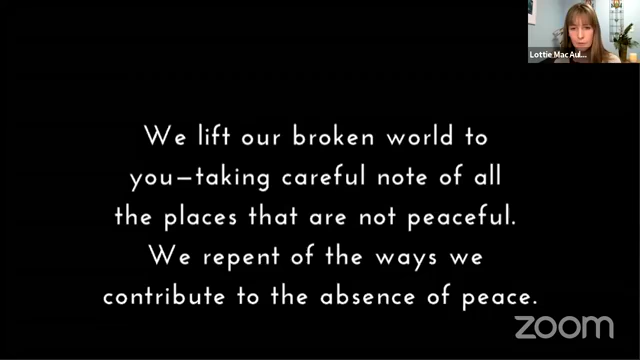 Lottie Mac Aul...
We lift our broken world to
you—taking careful note of all
the places that are not peaceful.
We repent of the ways we
contribute to the absence of peace.
zoom